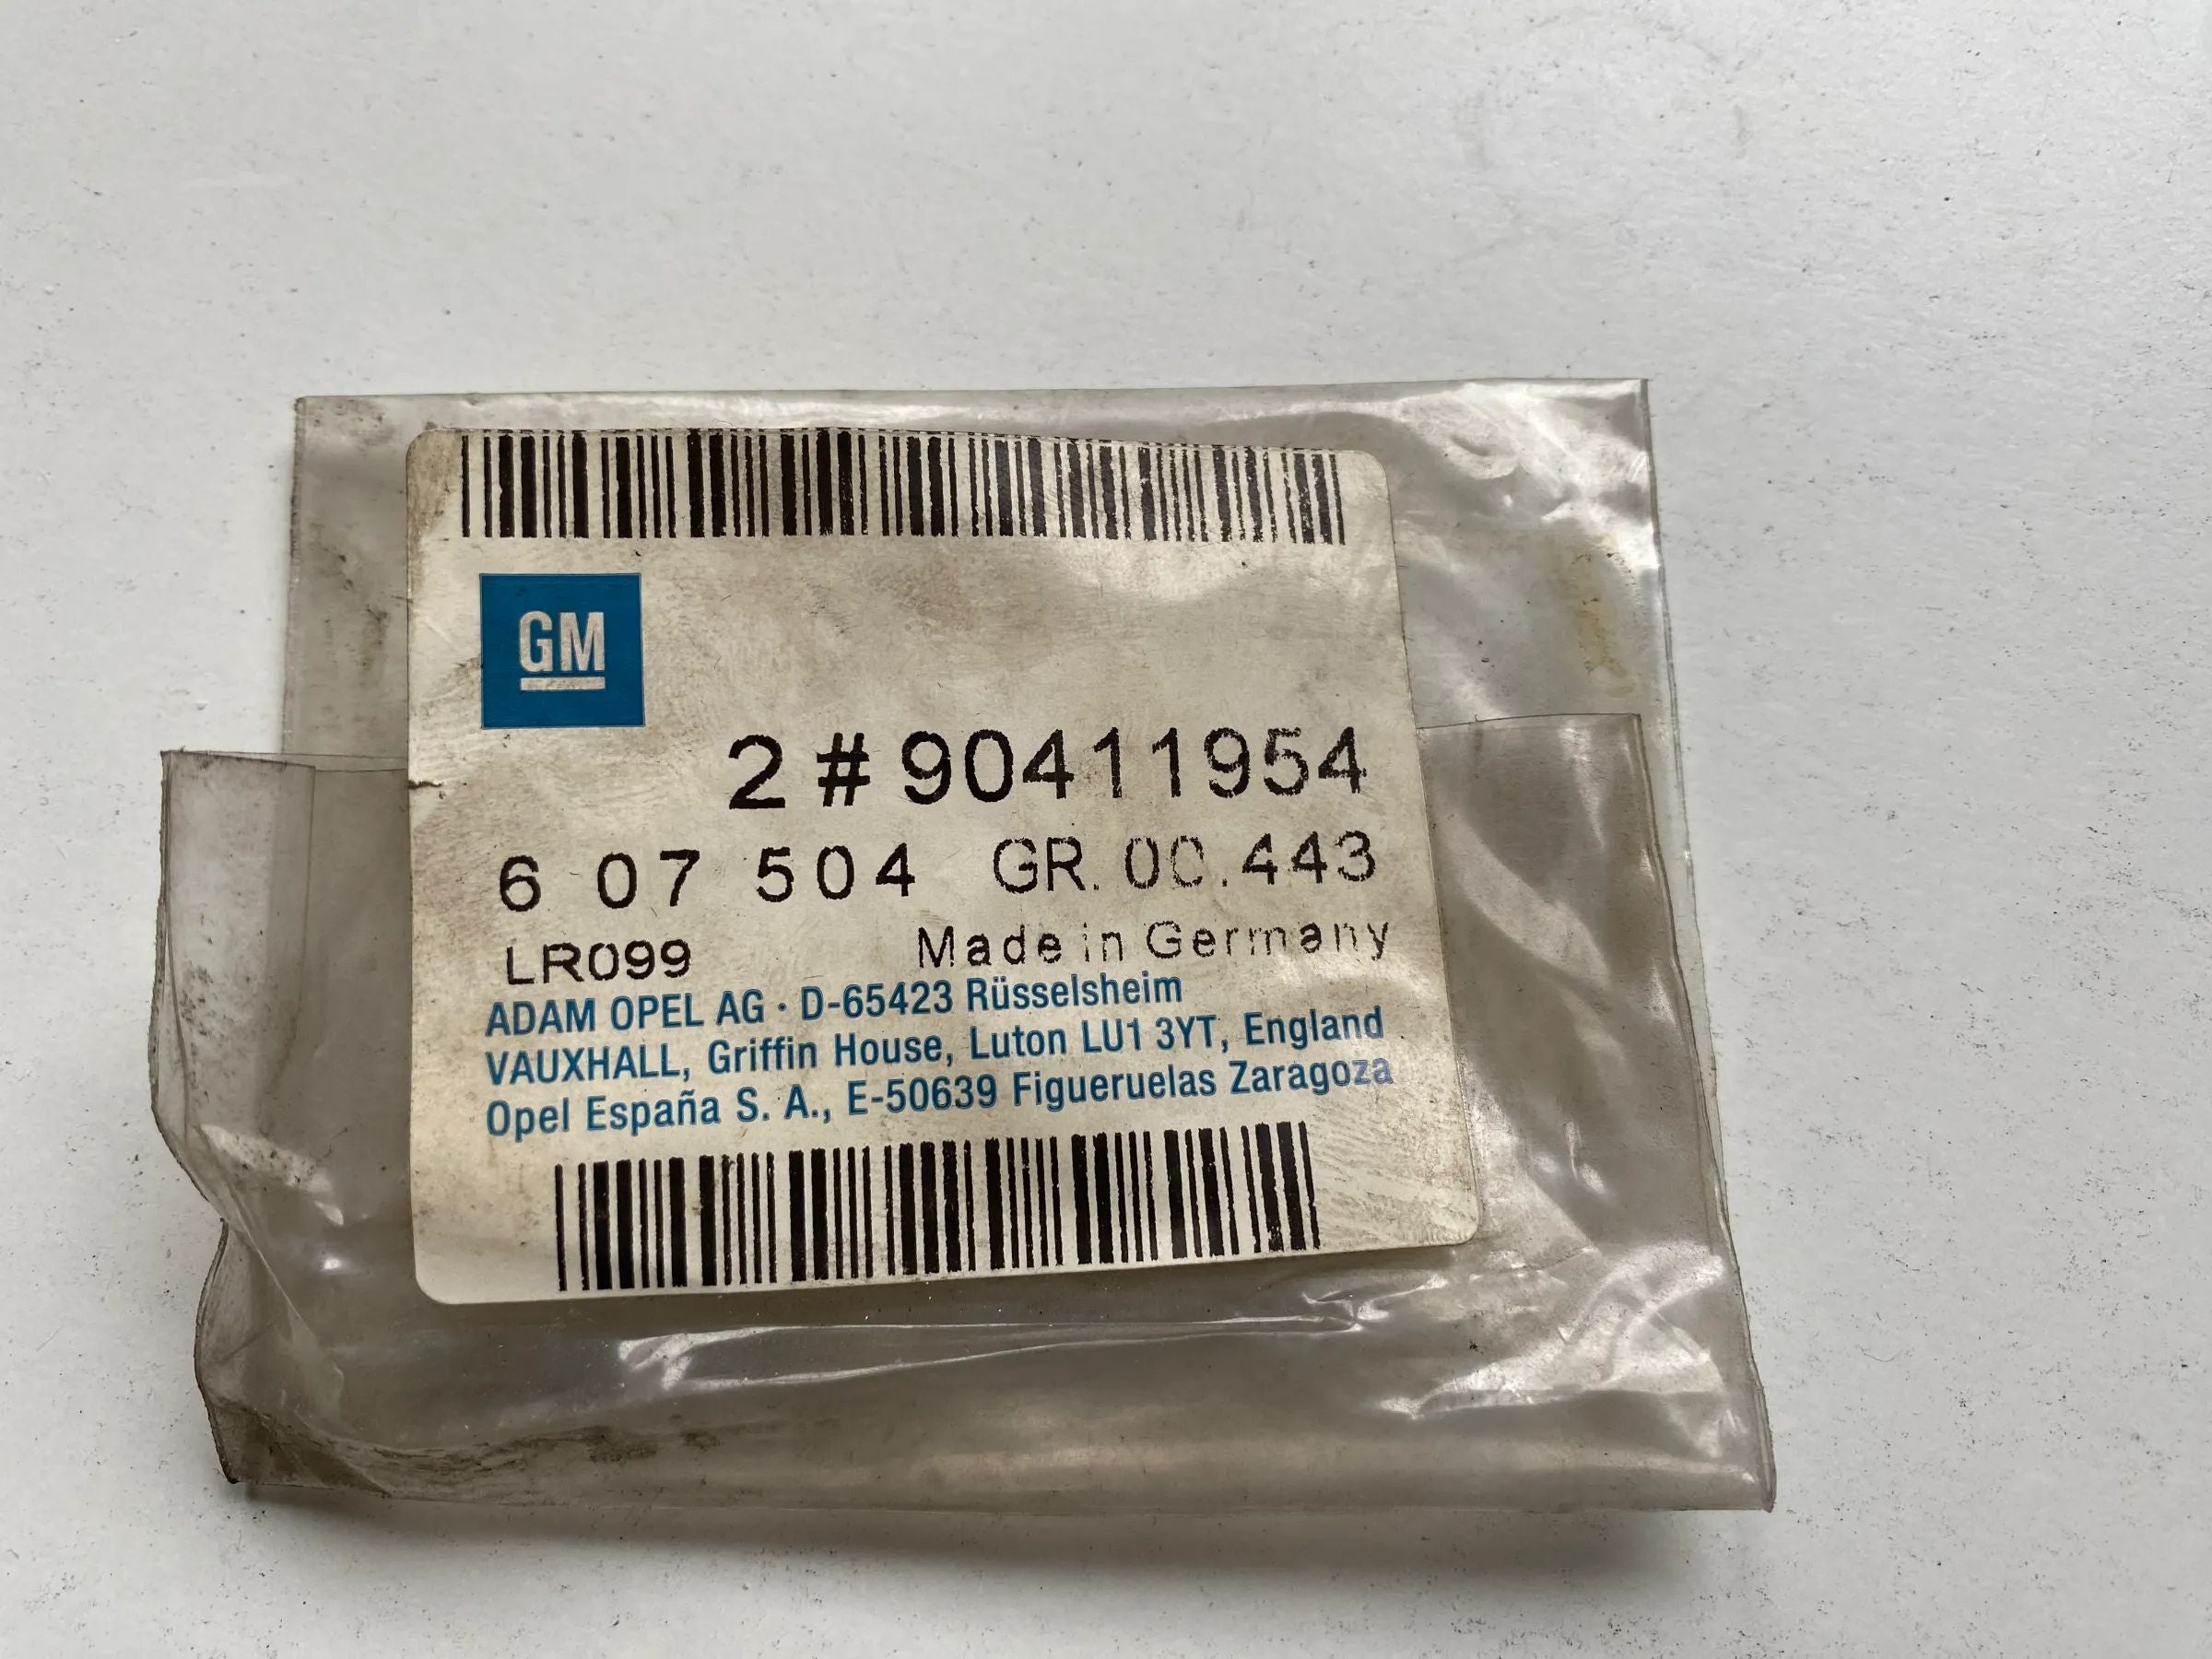 GM
2#90411954
6 07 504 GR. 00.443
LR099 Made in Germany
ADAM OPEL AG · D-65423 Rüsselsheim
VAUXHALL, Griffin House, Luton LU1 3YT, England
Opel España S. A., E-50639 Figueruelas Zaragoza